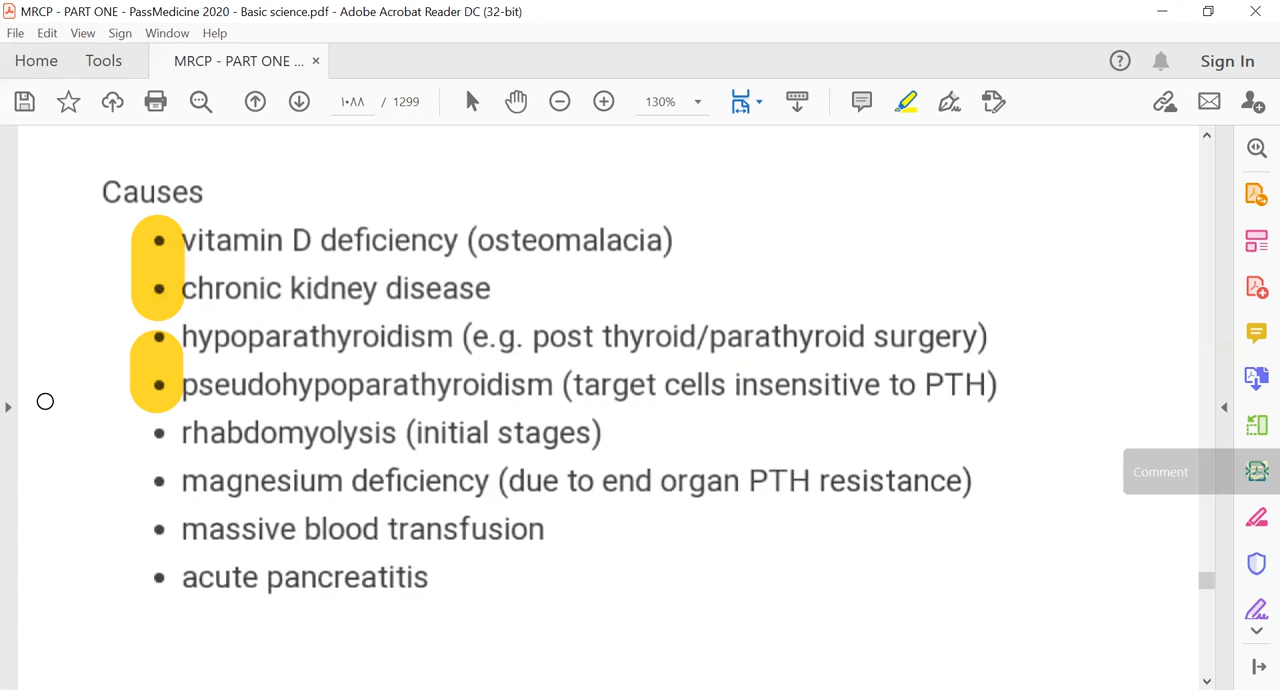 MRCP - PART ONE - PassMedicine 2020 - Basic science.pdf - Adobe Acrobat Reader DC (32-bit)
File Edit View Sign Window Help
Home Tools MRCP - PART ONE ... × Sign In
١٠٨٨ / 1299 130%
Causes
• vitamin D deficiency (osteomalacia)
• chronic kidney disease
• hypoparathyroidism (e.g. post thyroid/parathyroid surgery)
• pseudohypoparathyroidism (target cells insensitive to PTH)
• rhabdomyolysis (initial stages)
• magnesium deficiency (due to end organ PTH resistance)
• massive blood transfusion
• acute pancreatitis
Comment